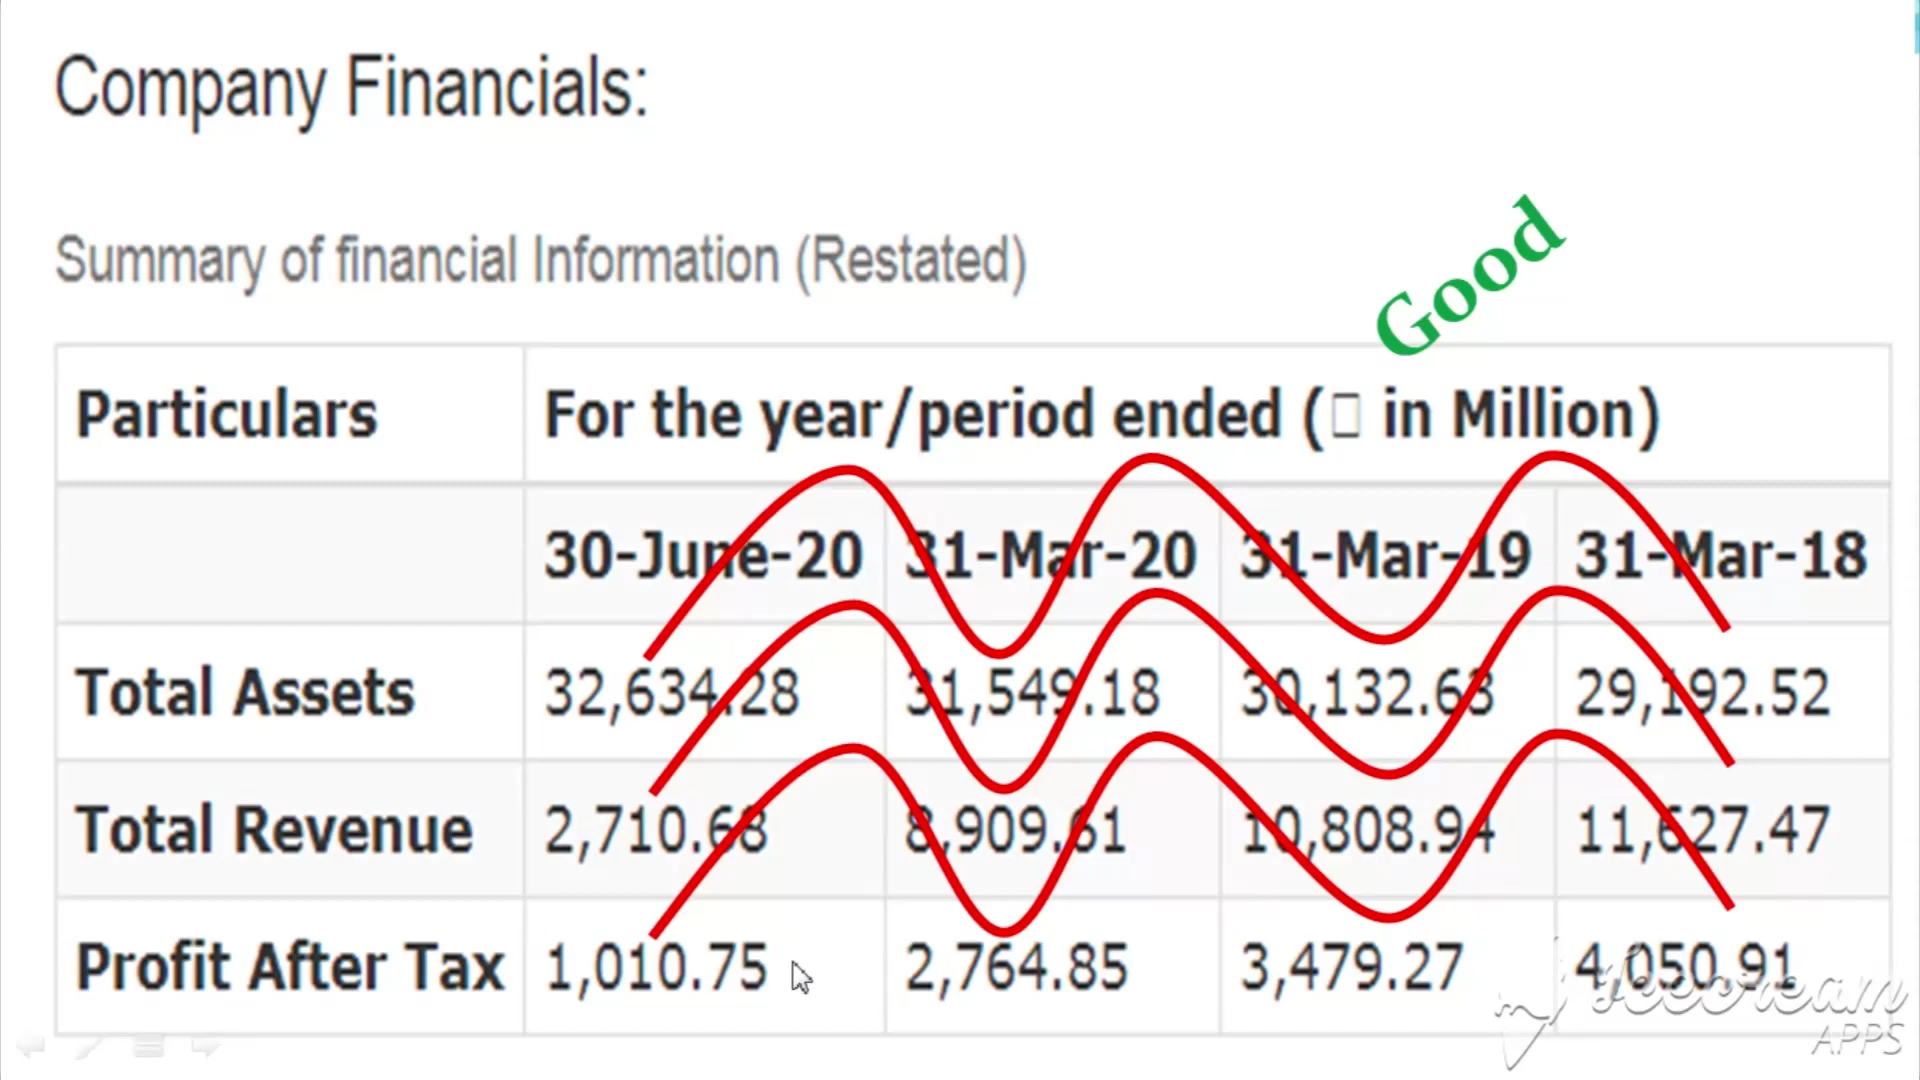 Company Financials:
Good
Summary of financial Information (Restated)
Particulars For the year/period ended (▯ in Million)
30-June-20 31-Mar-20 31-Mar-19 31-Mar-18
Total Assets 32,634.28 31,549.18 30,132.63 29,192.52
Total Revenue 2,710.68 8,909.61 10,808.94 11,627.47
Profit After Tax 1,010.75 2,764.85 3,479.27 4,050.91
Icecream
APPS